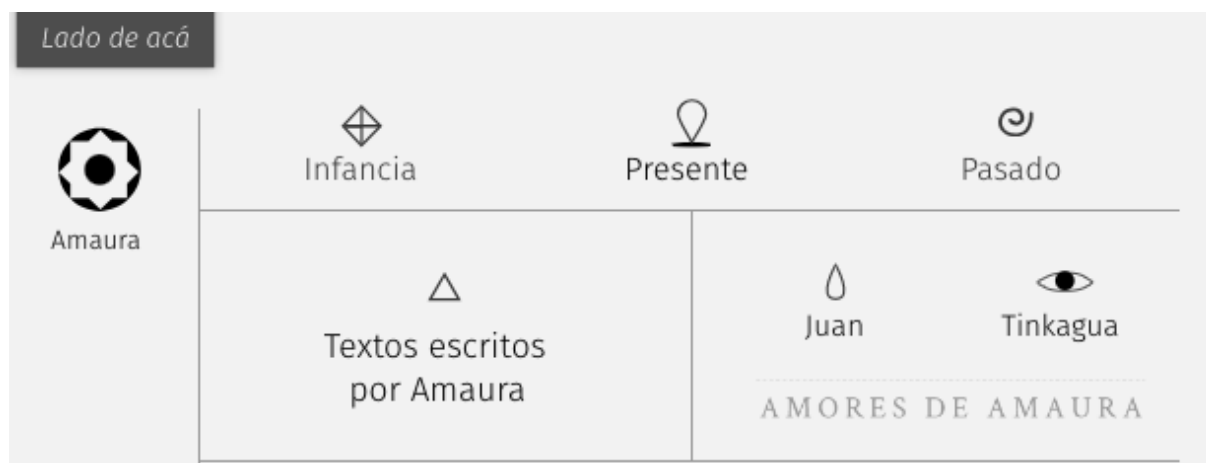 Lado de acá
Infancia
Presente
Pasado
Amaura
Textos escritos
por Amaura
Juan
Tinkagua
AMORES DE AMAURA